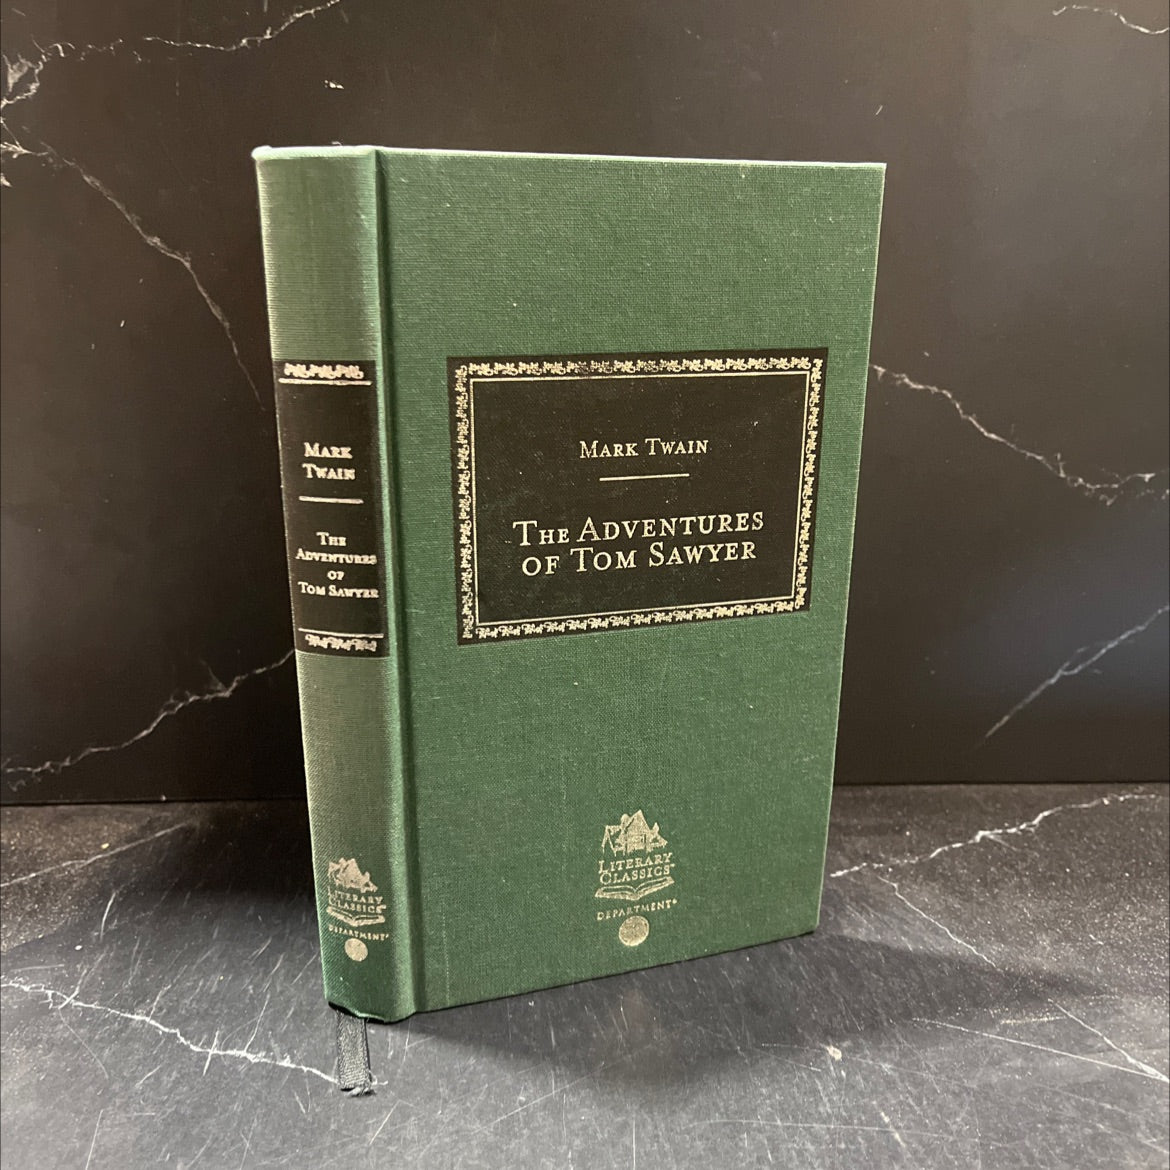 MARK
TWAIN
THE
ADVENTURES
OF
TOM SAWYER
LITERARY
CLASSICS
DEPARTMENT
MARK TWAIN
THE ADVENTURES
OF TOM SAWYER
LITERARY
CLASSICS
DEPARTMENT